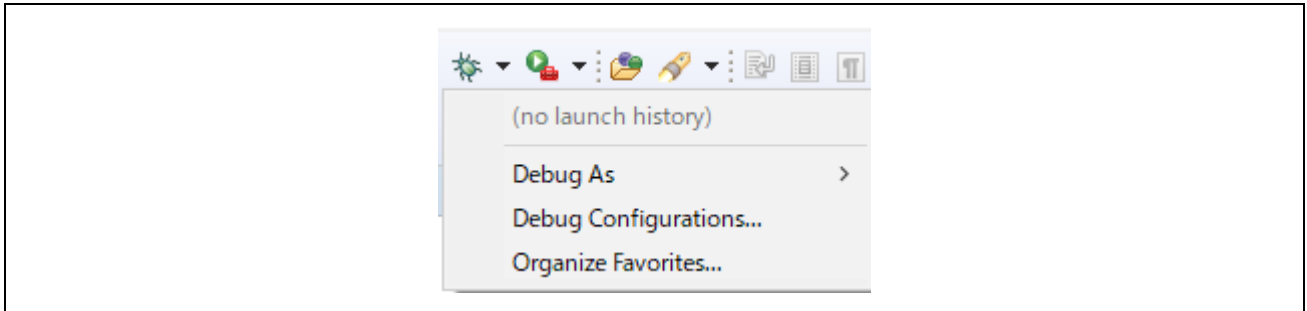 (no launch history)
Debug As
Debug Configurations...
Organize Favorites...